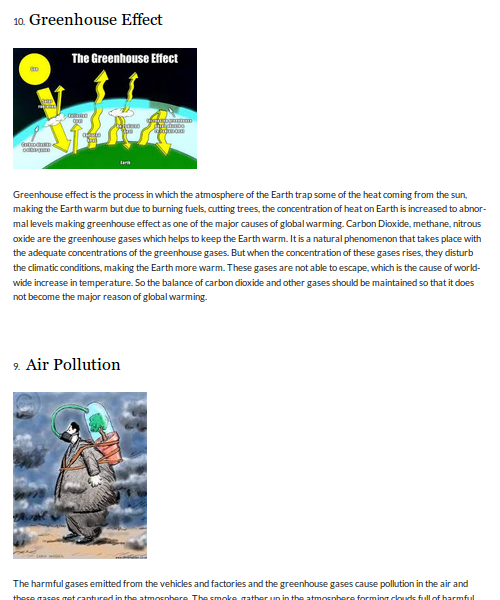 10. Greenhouse Effect
The Greenhouse Effect
Sun
Earth
Greenhouse effect is the process in which the atmosphere of the Earth trap some of the heat coming from the sun,
making the Earth warm but due to burning fuels, cutting trees, the concentration of heat on Earth is increased to abnor-
mal levels making greenhouse effect as one of the major causes of global warming. Carbon Dioxide, methane, nitrous
oxide are the greenhouse gases which helps to keep the Earth warm. It is a natural phenomenon that takes place with
the adequate concentrations of the greenhouse gases. But when the concentration of these gases rises, they disturb
the climatic conditions, making the Earth more warm. These gases are not able to escape, which is the cause of world-
wide increase in temperature. So the balance of carbon dioxide and other gases should be maintained so that it does
not become the major reason of global warming.
9. Air Pollution
The harmful gases emitted from the vehicles and factories and the greenhouse gases cause pollution in the air and
these gases get captured in the atmosphere. The smoke, gather up in the atmosphere forming clouds full of harmful